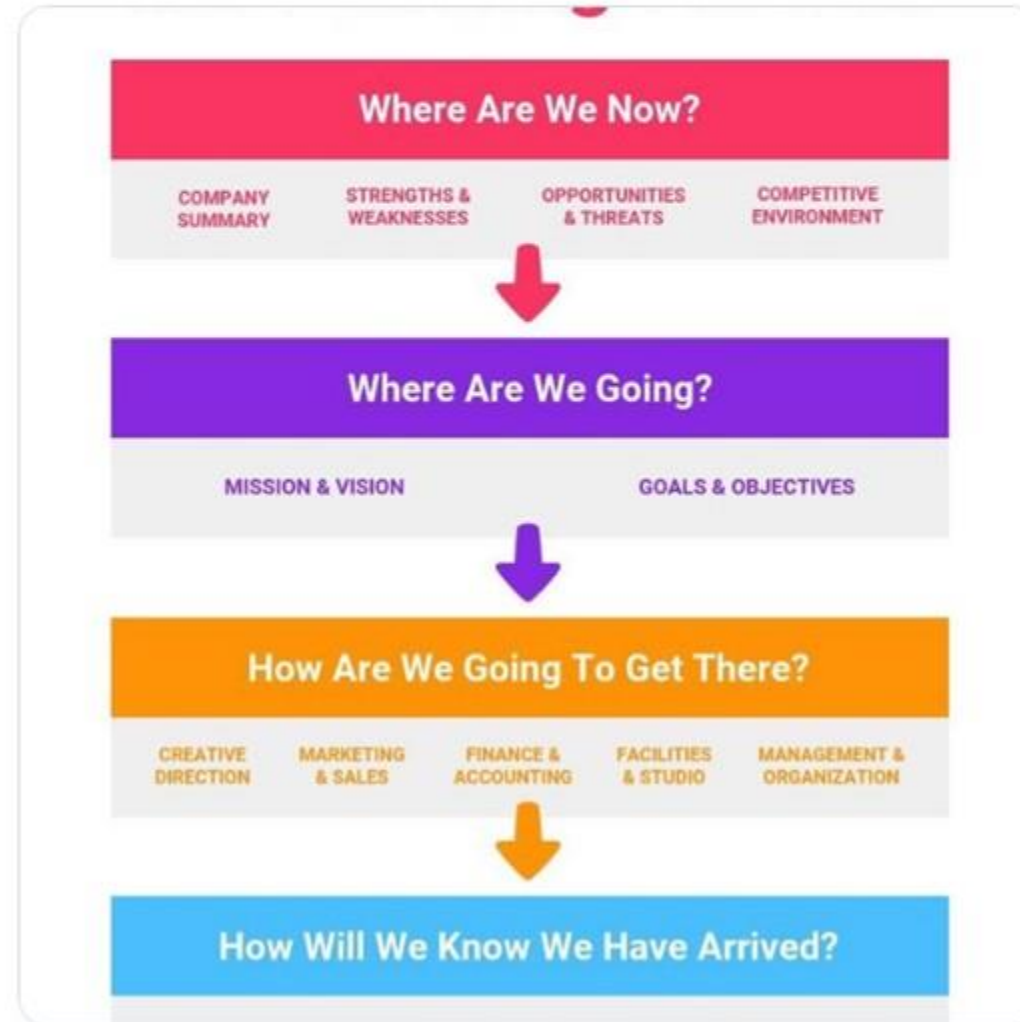 Where Are We Now?
COMPANY
SUMMARY
STRENGTHS &
WEAKNESSES
OPPORTUNITIES
& THREATS
COMPETITIVE
ENVIRONMENT
Where Are We Going?
MISSION & VISION
GOALS & OBJECTIVES
How Are We Going To Get There?
CREATIVE
DIRECTION
MARKETING
& SALES
FINANCE &
ACCOUNTING
FACILITIES
& STUDIO
MANAGEMENT &
ORGANIZATION
How Will We Know We Have Arrived?